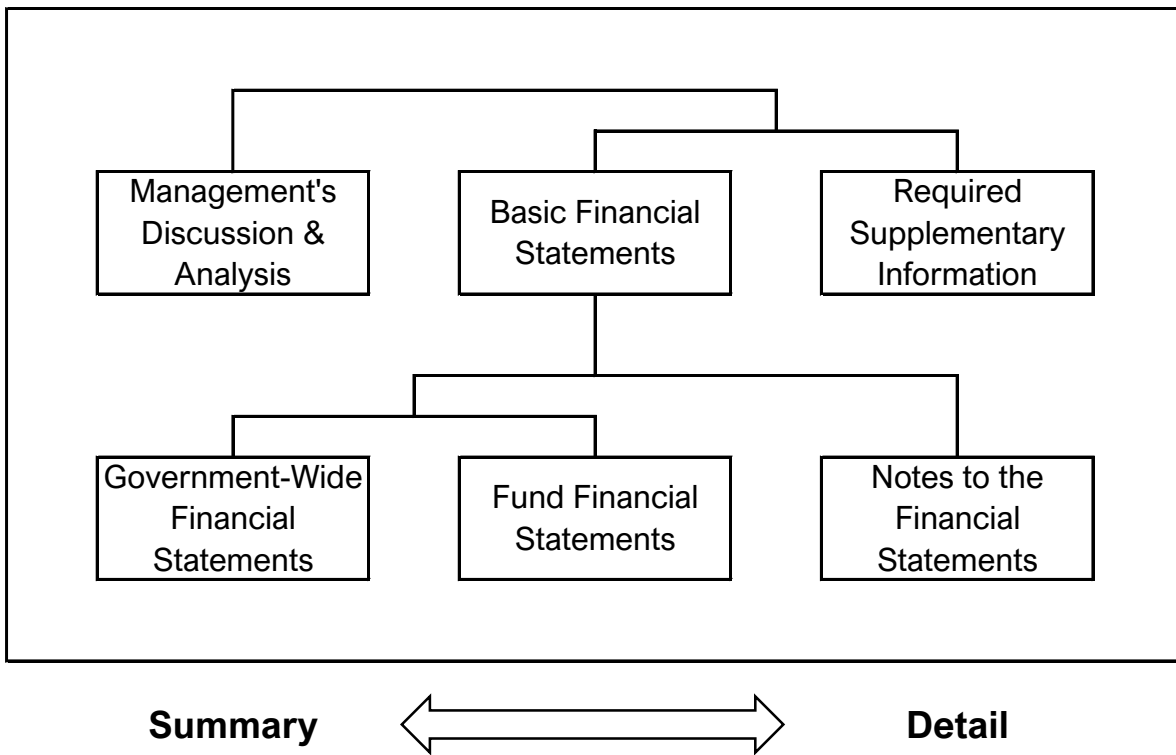 Management's
Discussion &
Analysis
Basic Financial
Statements
Required
Supplementary
Information
Government-Wide
Financial
Statements
Fund Financial
Statements
Notes to the
Financial
Statements
Summary
Detail